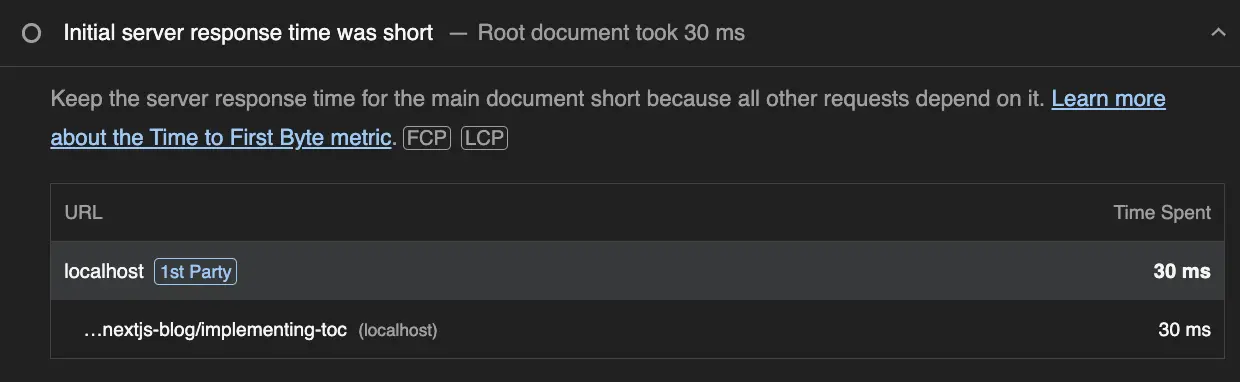 Initial server response time was short — Root document took 30 ms
Keep the server response time for the main document short because all other requests depend on it. Learn more
about the Time to First Byte metric. FCP LCP
URL Time Spent
localhost 1st Party 30 ms
...nextjs-blog/implementing-toc (localhost) 30 ms